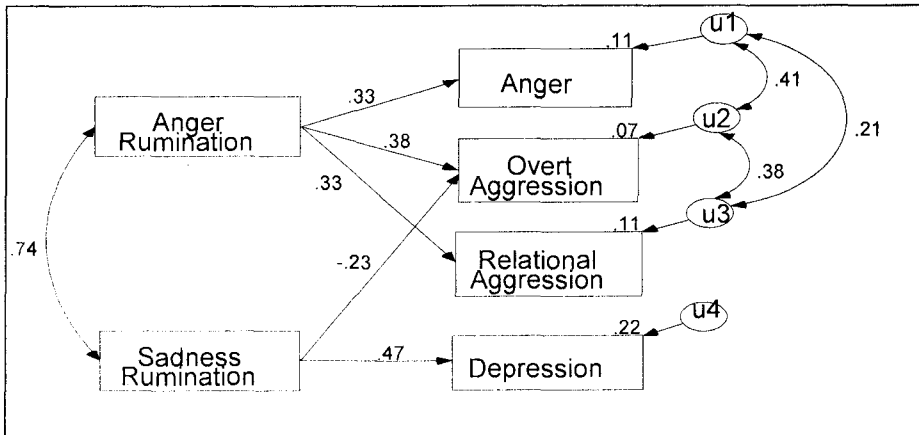 u1
.11
Anger
.33
.41
Anger
Rumination
u2
.07
.21
.38
Overt
Aggression
.38
.33
u3
.11
.74
-.23
Relational
Aggression
u4
.22
Sadness
Rumination
.47
Depression